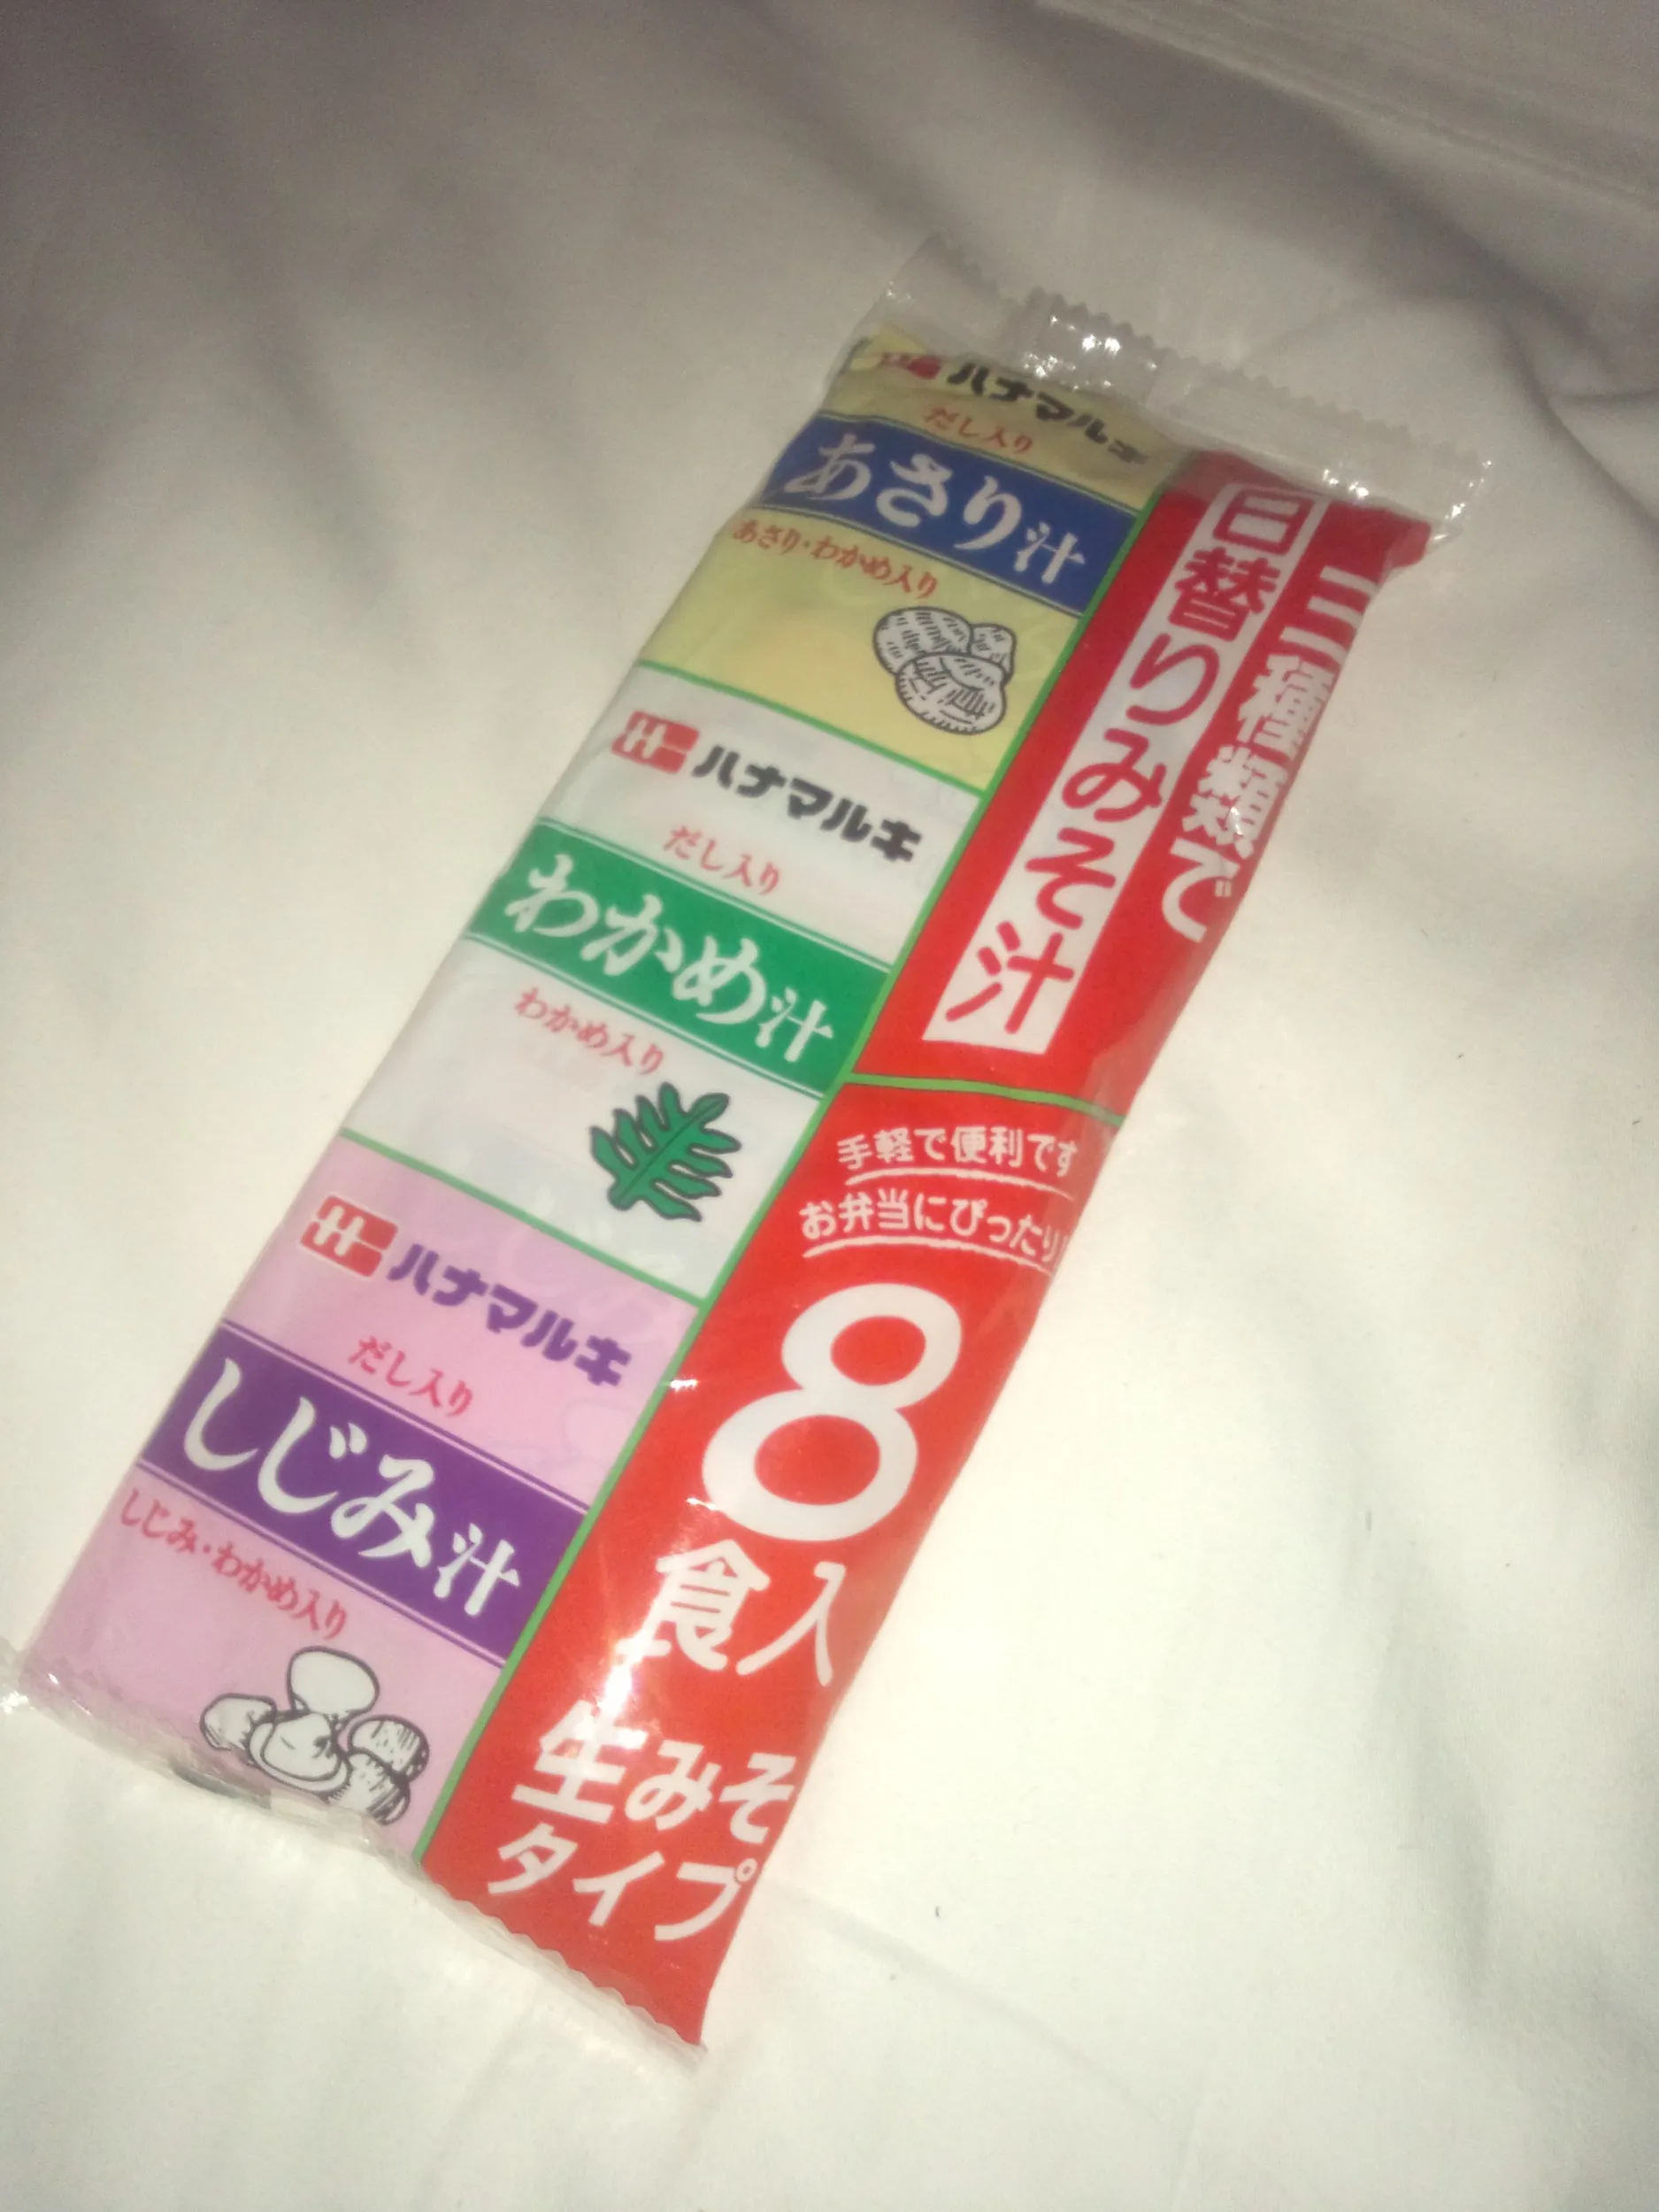 ハナマルキ
だし入り
あさり汁
あさり・わかめ入り
ハナマルキ
だし入り
わかめ汁
わかめ入り
ハナマルキ
だし入り
しじみ汁
しじみ・わかめ入り
三種類で
日替りみそ汁
手軽で便利です
お弁当にぴったり!
8
食入
生みそ
タイプ